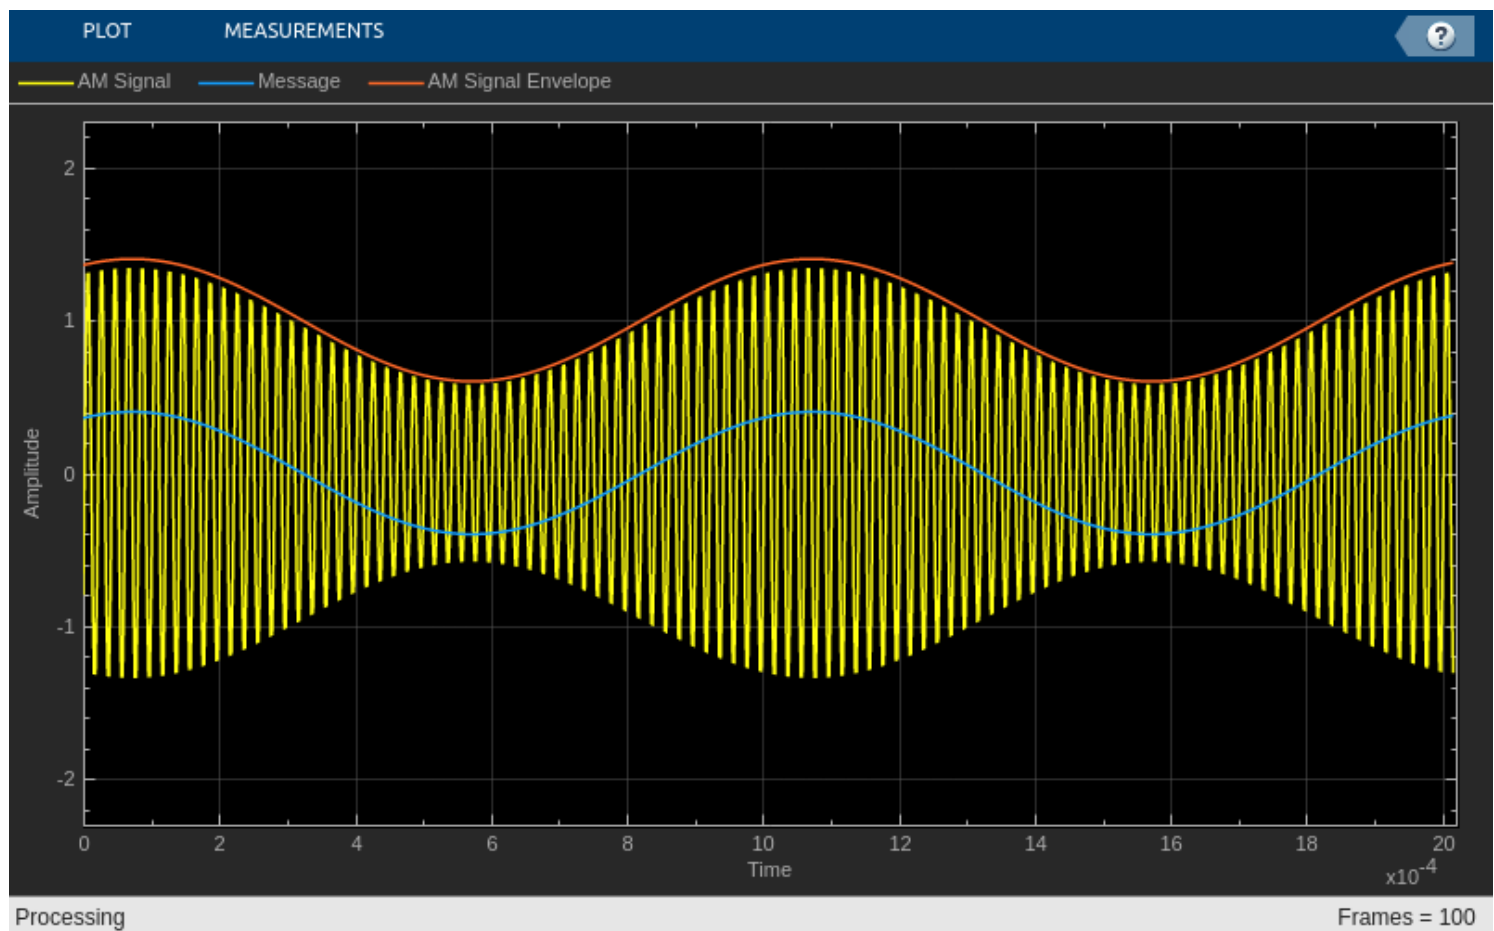 PLOT MEASUREMENTS ?
AM Signal Message AM Signal Envelope
2
1
0
-1
-2
Amplitude
0 2 4 6 8 10 12 14 16 18 20
Time
x10-4
Processing Frames = 100